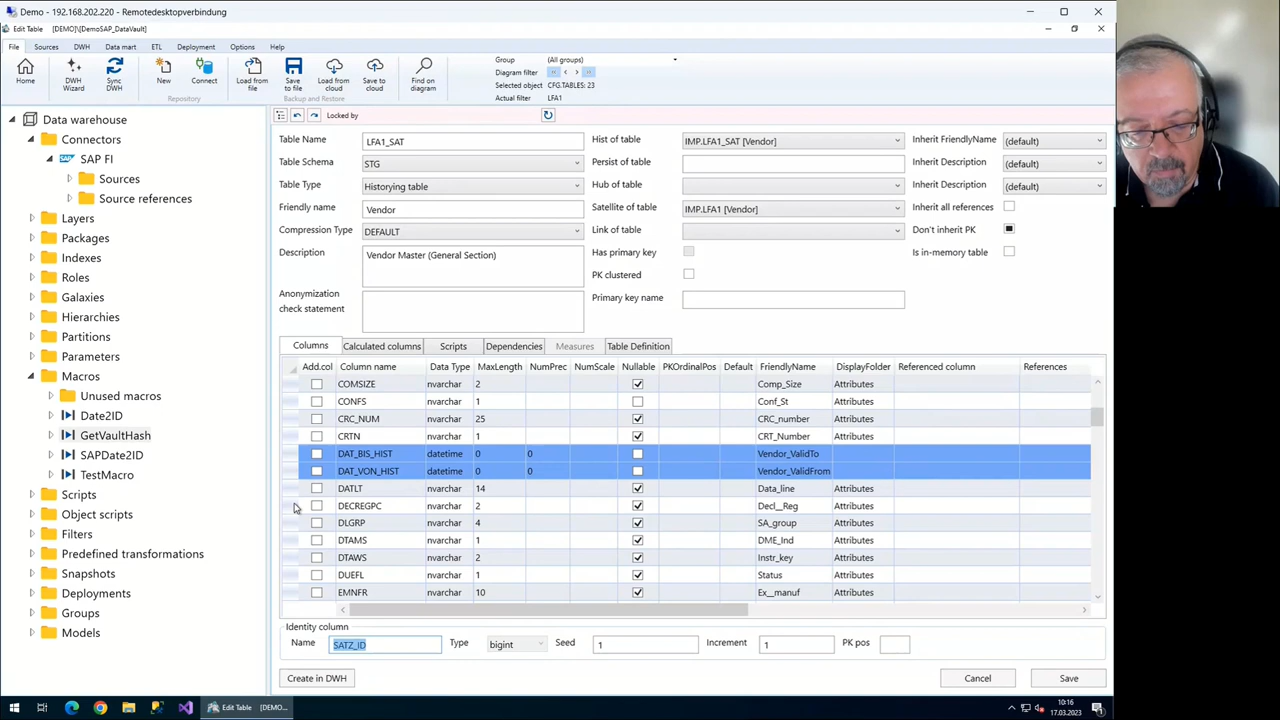 Demo - 192.168.202.220 - Remotedesktopverbindung
Edit Table [DEMO]\[DemoSAP_DataVault]
File Sources DWH Data mart ETL Deployment Options Help
Home DWH Wizard Sync DWH New Connect Load from file Save to file Load from cloud Save to cloud Find on diagram
Repository Backup and Restore
Group (All groups)
Diagram filter
Selected object CFG.TABLES: 23
Actual filter LFA1
Data warehouse
Connectors
SAP FI
Sources
Source references
Layers
Packages
Indexes
Roles
Galaxies
Hierarchies
Partitions
Parameters
Macros
Unused macros
Date2ID
GetVaultHash
SAPDate2ID
TestMacro
Scripts
Object scripts
Filters
Predefined transformations
Snapshots
Deployments
Groups
Models
Locked by
Table Name LFA1_SAT Hist of table IMP.LFA1_SAT [Vendor] Inherit FriendlyName (default)
Table Schema STG Persist of table Inherit Description (default)
Table Type Historying table Hub of table Inherit Description (default)
Friendly name Vendor Satellite of table IMP.LFA1 [Vendor] Inherit all references
Compression Type DEFAULT Link of table Don't inherit PK
Description Vendor Master (General Section) Has primary key Is in-memory table
PK clustered
Anonymization check statement Primary key name
Columns Calculated columns Scripts Dependencies Measures Table Definition
Add.col Column name Data Type MaxLength NumPrec NumScale Nullable PKOrdinalPos Default FriendlyName DisplayFolder Referenced column References
COMSIZE nvarchar 2 Comp_Size Attributes
CONFS nvarchar 1 Conf_St Attributes
CRC_NUM nvarchar 25 CRC_number Attributes
CRTN nvarchar 1 CRT_Number Attributes
DAT_BIS_HIST datetime 0 0 Vendor_ValidTo
DAT_VON_HIST datetime 0 0 Vendor_ValidFrom
DATLT nvarchar 14 Data_line Attributes
DECREGPC nvarchar 2 Decl__Reg Attributes
DLGRP nvarchar 4 SA_group Attributes
DTAMS nvarchar 1 DME_Ind Attributes
DTAWS nvarchar 2 Instr_key Attributes
DUEFL nvarchar 1 Status Attributes
EMNFR nvarchar 10 Ex__manuf Attributes
Identity column
Name SATZ_ID Type bigint Seed 1 Increment 1 PK pos
Create in DWH Cancel Save
Edit Table [DEMO... 10:16
17.03.2023